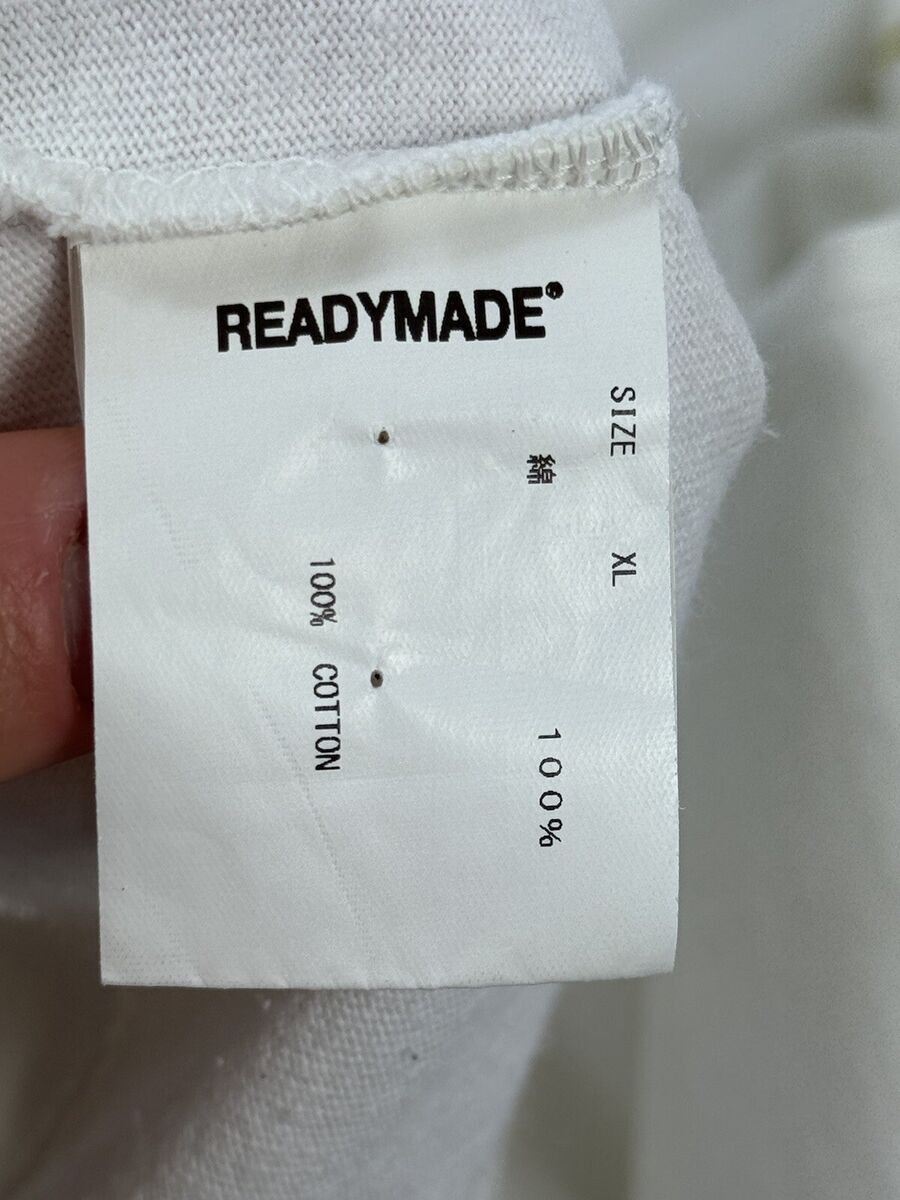 READYMADE®
SIZE XL
綿 100%
100% COTTON